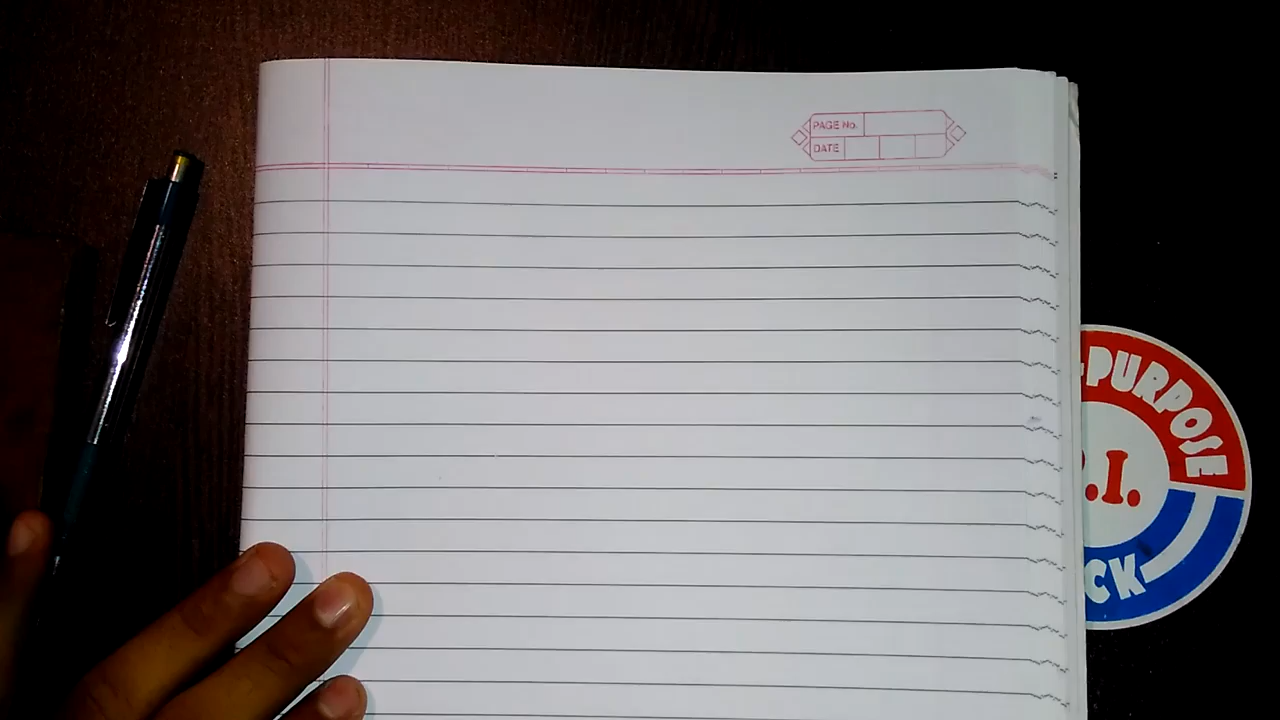 PAGE No.
DATE
-PURPOSE
.I.
CK